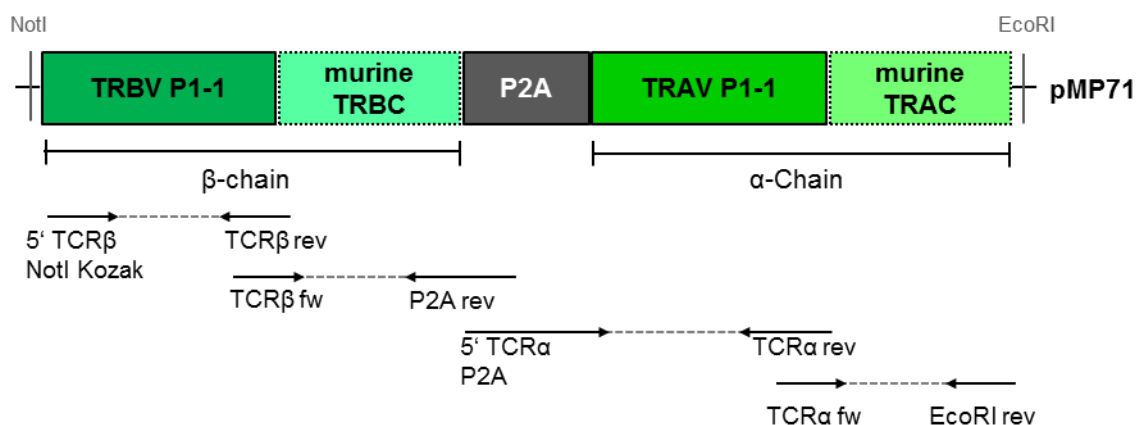 NotI
EcoRI
TRBV P1-1
murine
TRBC
P2A
TRAV P1-1
murine
TRAC
pMP71
β-chain
α-Chain
5‘ TCRβ
NotI Kozak
TCRβ rev
TCRβ fw
P2A rev
5‘ TCRα
P2A
TCRα rev
TCRα fw
EcoRI rev